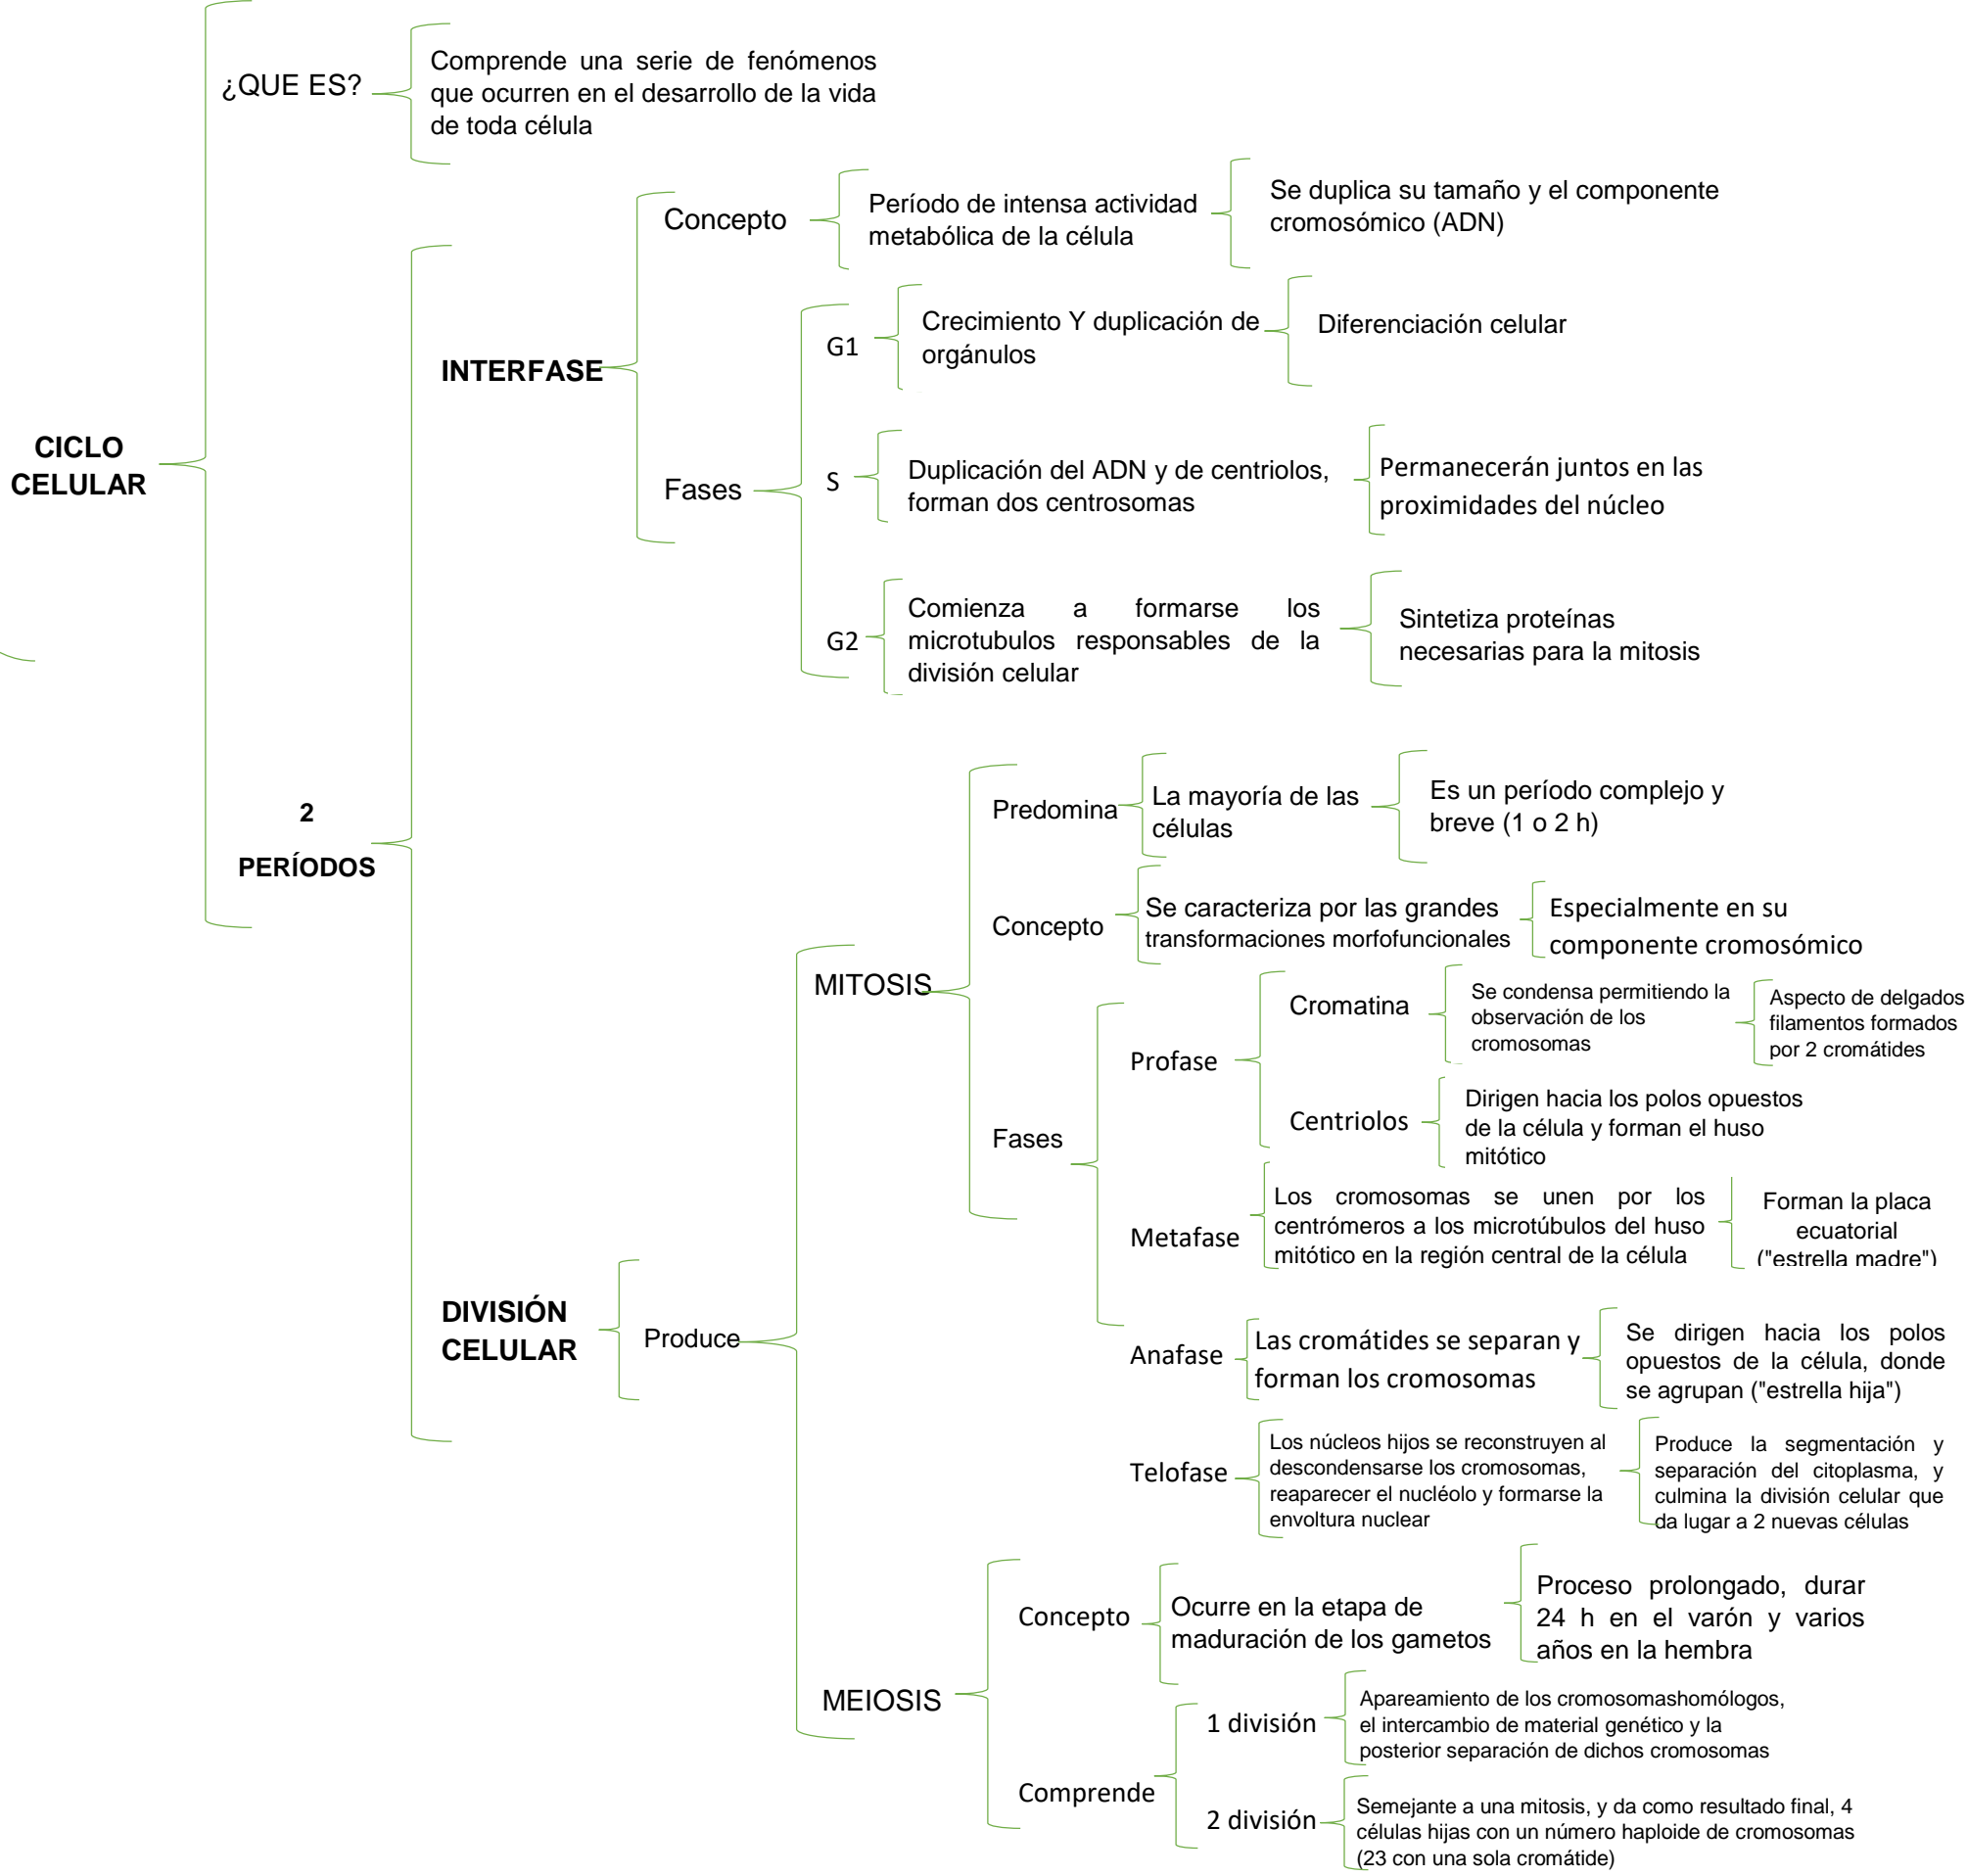 ¿QUE ES?
Comprende una serie de fenómenos
que ocurren en el desarrollo de la vida
de toda célula
CICLO
CELULAR
2
PERÍODOS
INTERFASE
Concepto
Período de intensa actividad
metabólica de la célula
Se duplica su tamaño y el componente
cromosómico (ADN)
Fases
G1
Crecimiento Y duplicación de
orgánulos
Diferenciación celular
S
Duplicación del ADN y de centriolos,
forman dos centrosomas
Permanecerán juntos en las
proximidades del núcleo
G2
Comienza a formarse los
microtubulos responsables de la
división celular
Sintetiza proteínas
necesarias para la mitosis
DIVISIÓN
CELULAR
Produce
MITOSIS
Predomina
La mayoría de las
células
Es un período complejo y
breve (1 o 2 h)
Concepto
Se caracteriza por las grandes
transformaciones morfofuncionales
Especialmente en su
componente cromosómico
Fases
Profase
Cromatina
Se condensa permitiendo la
observación de los
cromosomas
Aspecto de delgados
filamentos formados
por 2 cromátides
Centriolos
Dirigen hacia los polos opuestos
de la célula y forman el huso
mitótico
Metafase
Los cromosomas se unen por los
centrómeros a los microtúbulos del huso
mitótico en la región central de la célula
Forman la placa
ecuatorial
("estrella madre")
Anafase
Las cromátides se separan y
forman los cromosomas
Se dirigen hacia los polos
opuestos de la célula, donde
se agrupan ("estrella hija")
Telofase
Los núcleos hijos se reconstruyen al
descondensarse los cromosomas,
reaparecer el nucléolo y formarse la
envoltura nuclear
Produce la segmentación y
separación del citoplasma, y
culmina la división celular que
da lugar a 2 nuevas células
MEIOSIS
Concepto
Ocurre en la etapa de
maduración de los gametos
Proceso prolongado, durar
24 h en el varón y varios
años en la hembra
Comprende
1 división
Apareamiento de los cromosomashomólogos,
el intercambio de material genético y la
posterior separación de dichos cromosomas
2 división
Semejante a una mitosis, y da como resultado final, 4
células hijas con un número haploide de cromosomas
(23 con una sola cromátide)